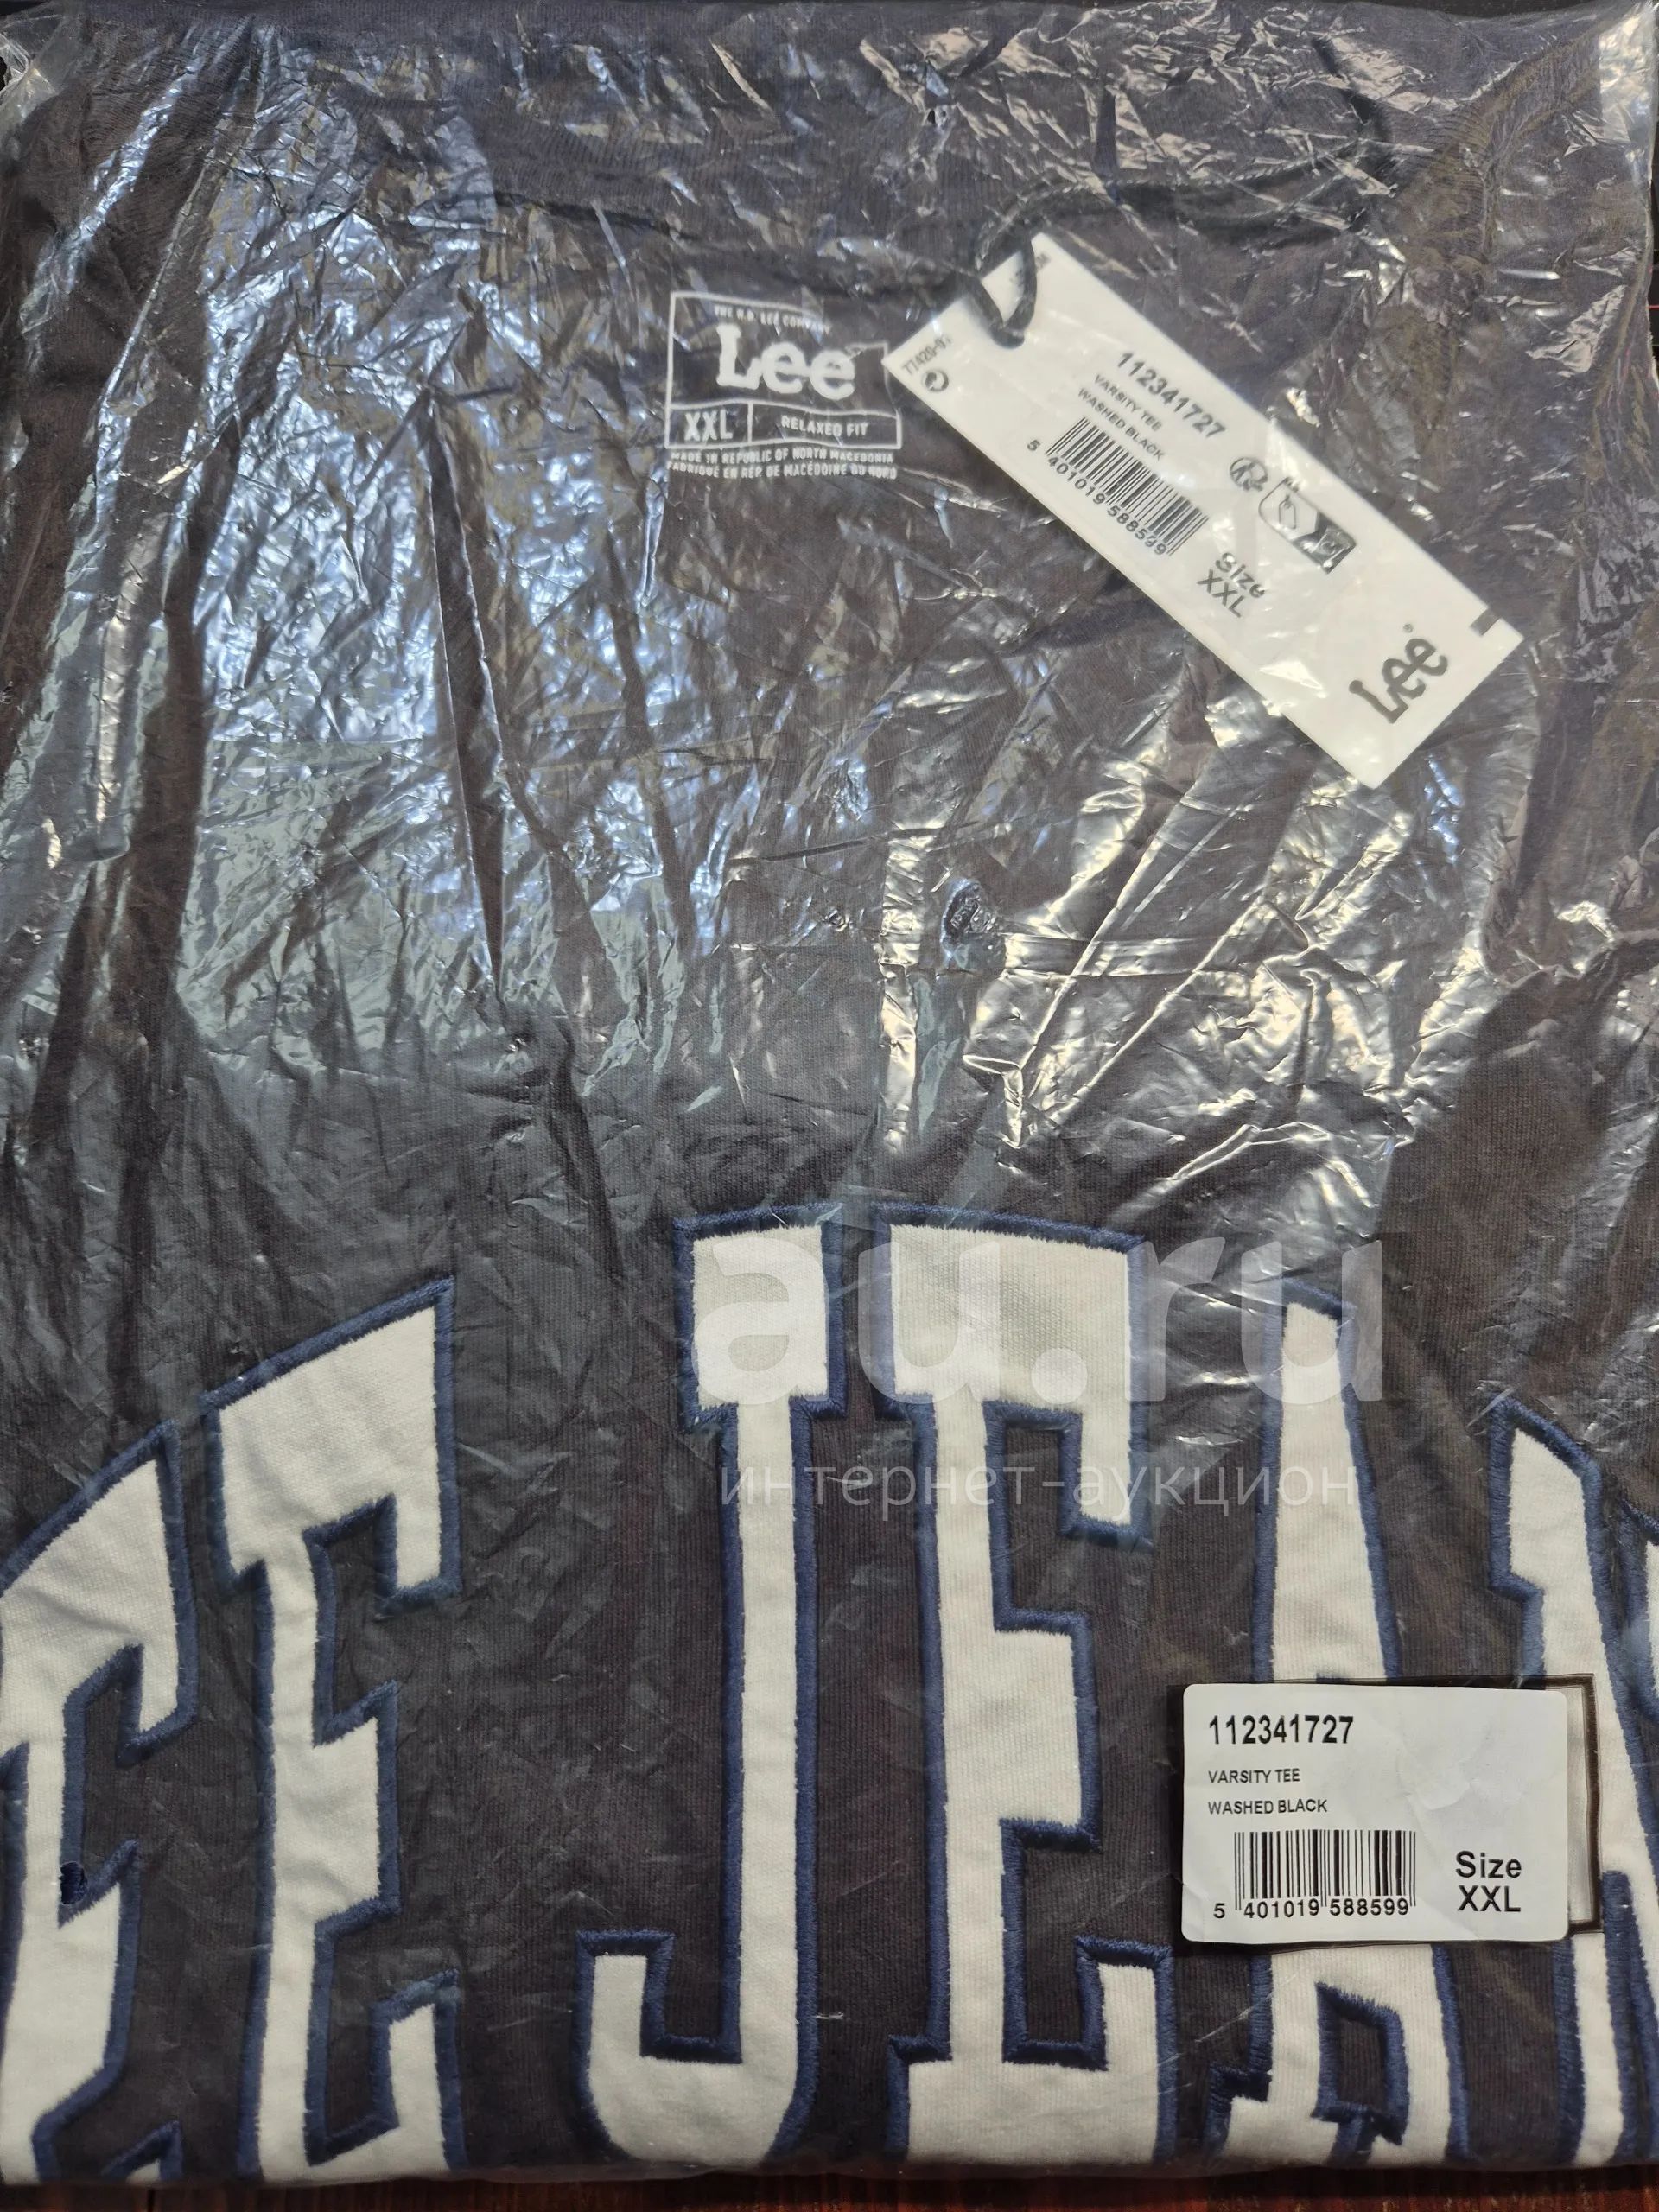 THE H.D. LEE COMPANY
Lee
XXL RELAXED FIT
MADE IN REPUBLIC OF NORTH MACEDONIA
FABRIQUÉ EN RÉP. DE MACÉDOINE DU NORD
112341727
VARSITY TEE
WASHED BLACK
5 401019 588599
Size
XXL
Lee®
au.ru
интернет-аукцион
EE JEAN
112341727
VARSITY TEE
WASHED BLACK
5 401019 588599
Size
XXL